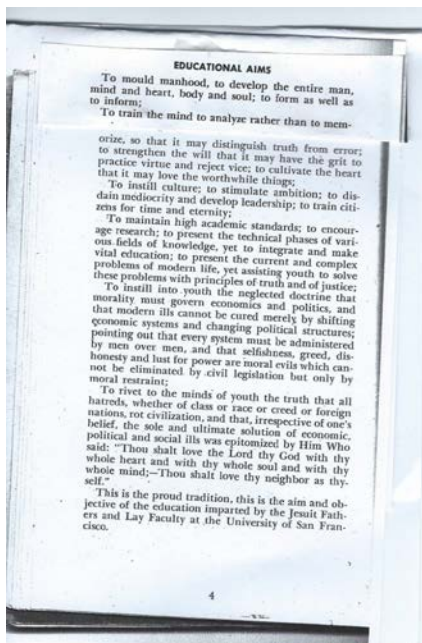 EDUCATIONAL AIMS
To mould manhood, to develop the entire man,
mind and heart, body and soul; to form as well as
to inform;
To train the mind to analyze rather than to mem-
orize, so that it may distinguish truth from error;
to strengthen the will that it may have the grit to
practice virtue and reject vice; to cultivate the heart
that it may love the worthwhile things;
To instill culture; to stimulate ambition; to dis-
dain mediocrity and develop leadership; to train citi-
zens for time and eternity;
To maintain high academic standards; to encour-
age research; to present the technical phases of vari-
ous fields of knowledge, yet to integrate and make
vital education; to present the current and complex
problems of modern life, yet assisting youth to solve
these problems with principles of truth and of justice;
To instill into youth the neglected doctrine that
morality must govern economics and politics, and
that modern ills cannot be cured merely by shifting
economic systems and changing political structures;
pointing out that every system must be administered
by men over men, and that selfishness, greed, dis-
honesty and lust for power are moral evils which can-
not be eliminated by civil legislation but only by
moral restraint;
To rivet to the minds of youth the truth that all
hatreds, whether of class or race or creed or foreign
nations, rot civilization, and that, irrespective of one's
belief, the sole and ultimate solution of economic,
political and social ills was epitomized by Him Who
said: "Thou shalt love the Lord thy God with thy
whole heart and with thy whole soul and with thy
whole mind;—Thou shalt love thy neighbor as thy-
self."
This is the proud tradition, this is the aim and ob-
jective of the education imparted by the Jesuit Fath-
ers and Lay Faculty at the University of San Fran-
cisco.
4